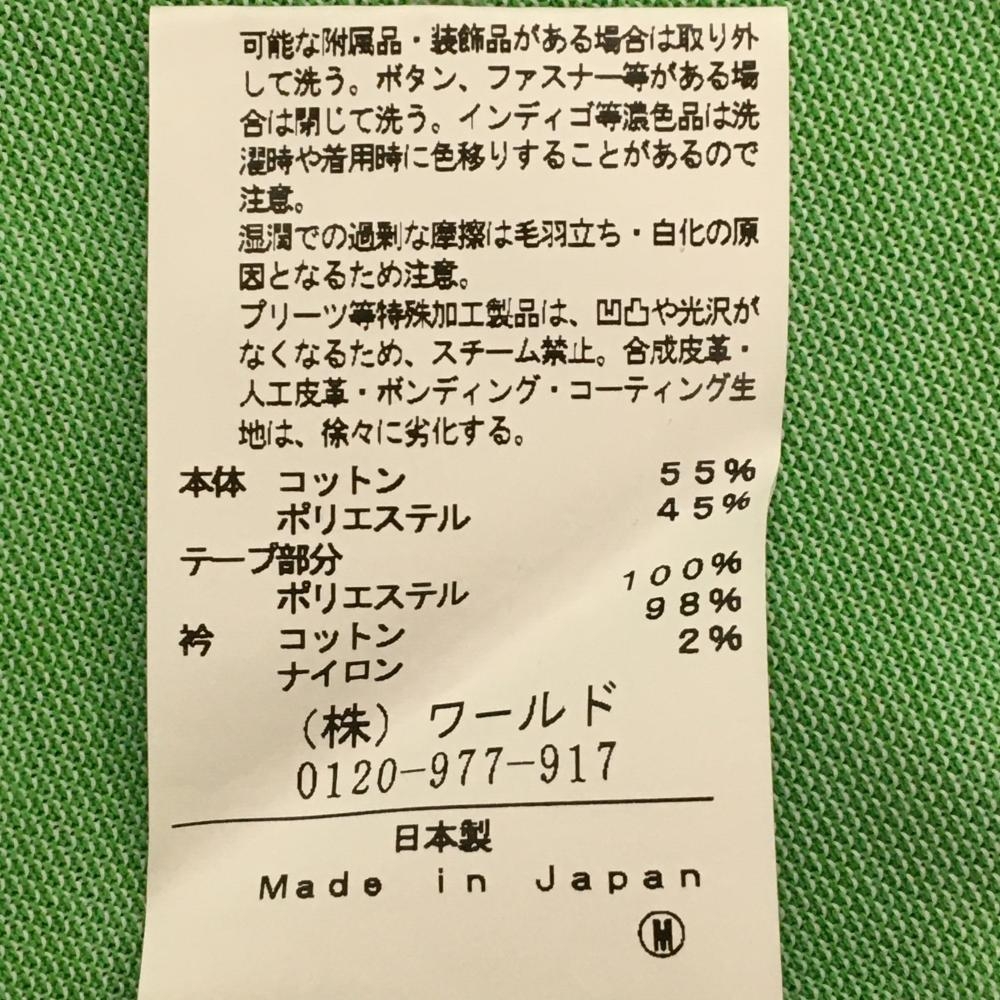 可能な附属品・装飾品がある場合は取り外
して洗う。ボタン、ファスナー等がある場
合は閉じて洗う。インディゴ等濃色品は洗
濯時や着用時に色移りすることがあるので
注意。
湿潤での過剰な摩擦は毛羽立ち・白化の原
因となるため注意。
プリーツ等特殊加工製品は、凹凸や光沢が
なくなるため、スチーム禁止。合成皮革・
人工皮革・ボンディング・コーティング生
地は、徐々に劣化する。
本体 コットン 55%
ポリエステル 45%
テープ部分
ポリエステル 100%
衿 コットン 98%
ナイロン 2%
(株) ワールド
0120-977-917
日本製
Made in Japan
M